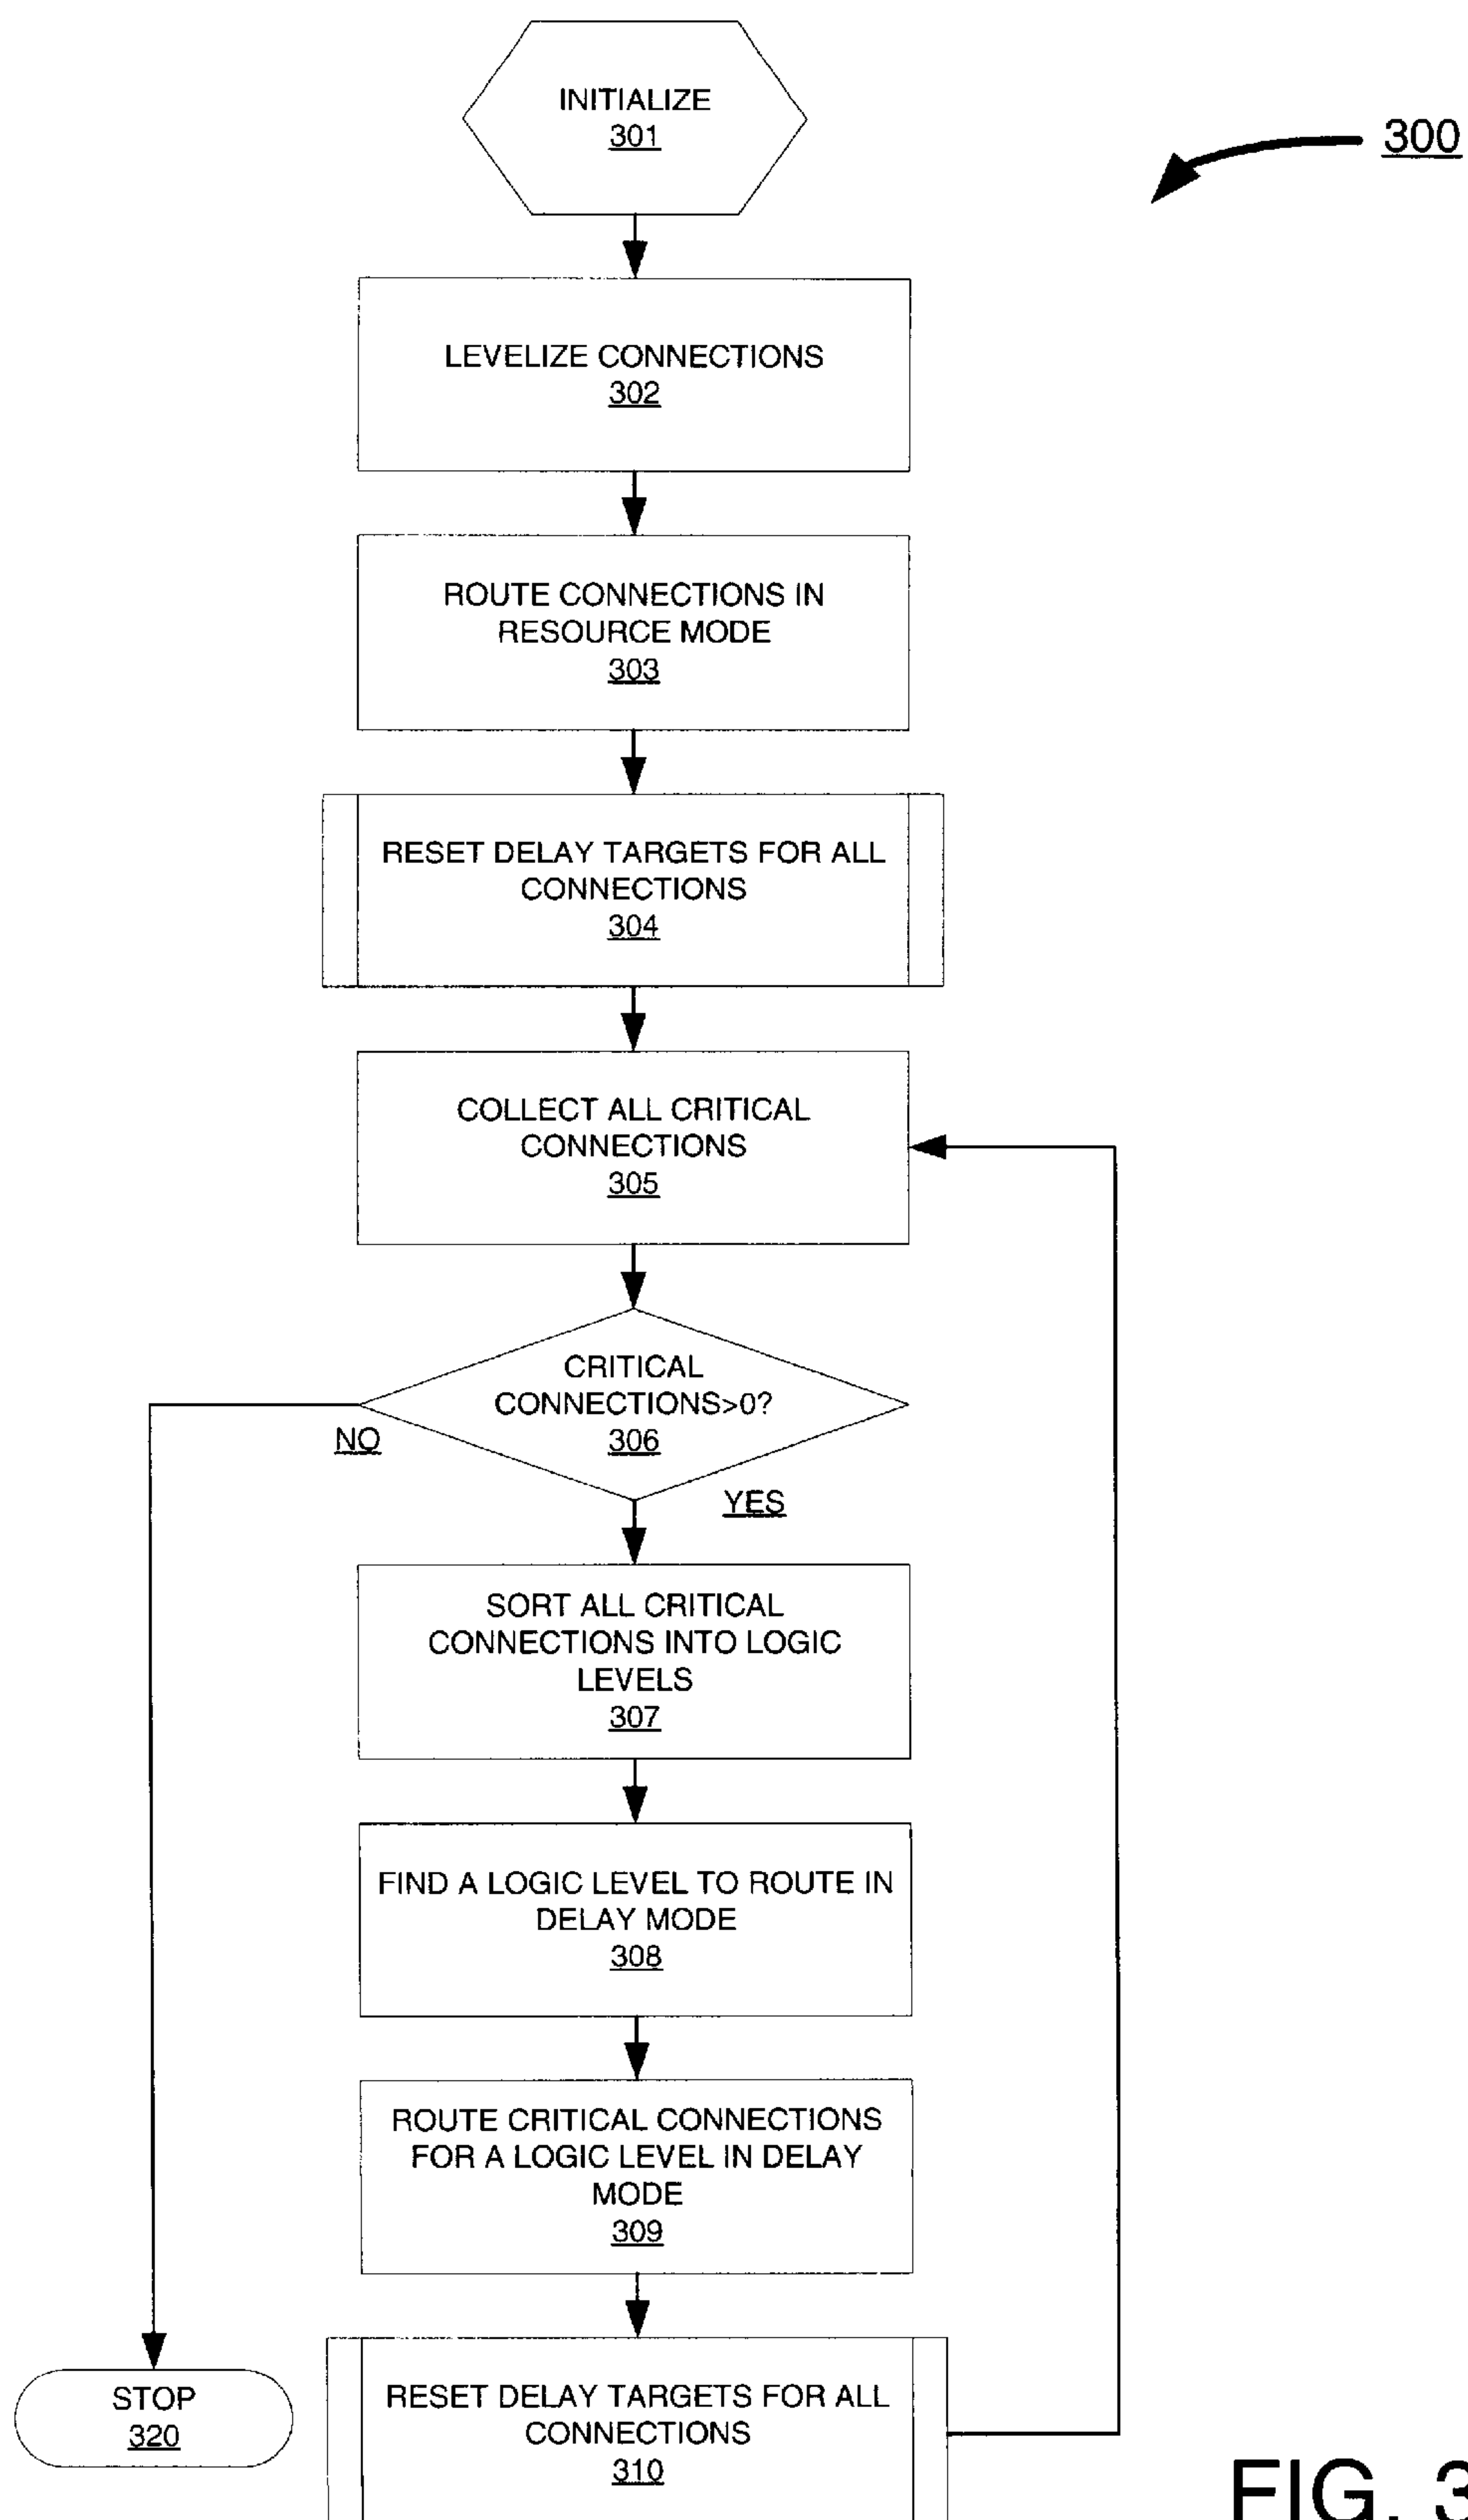 INITIALIZE
301
300
LEVELIZE CONNECTIONS
302
ROUTE CONNECTIONS IN
RESOURCE MODE
303
RESET DELAY TARGETS FOR ALL
CONNECTIONS
304
COLLECT ALL CRITICAL
CONNECTIONS
305
CRITICAL
CONNECTIONS>0?
306
NO
YES
SORT ALL CRITICAL
CONNECTIONS INTO LOGIC
LEVELS
307
FIND A LOGIC LEVEL TO ROUTE IN
DELAY MODE
308
ROUTE CRITICAL CONNECTIONS
FOR A LOGIC LEVEL IN DELAY
MODE
309
STOP
320
RESET DELAY TARGETS FOR ALL
CONNECTIONS
310
FIG. 3